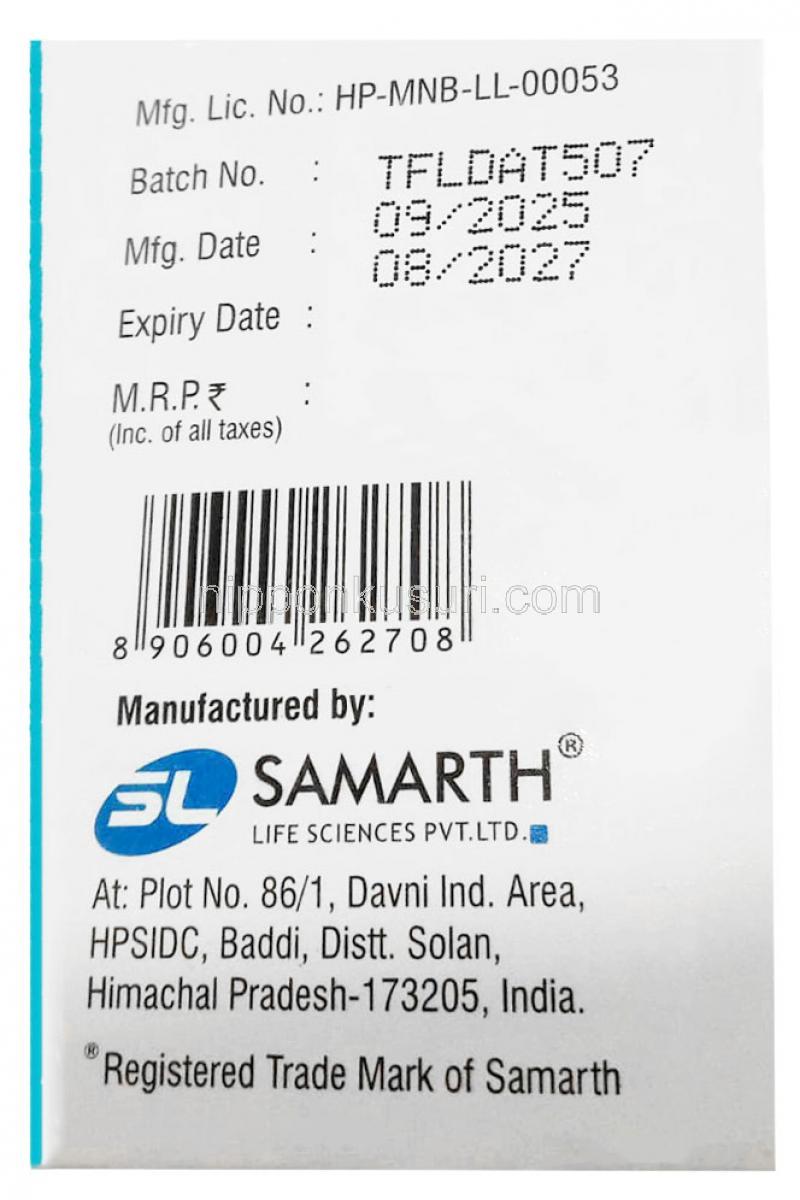 Mfg. Lic. No.: HP-MNB-LL-00053
Batch No. : TFLDAT507
Mfg. Date : 09/2025
Expiry Date : 08/2027
M.R.P.₹ :
(Inc. of all taxes)
nipponkusuri.com
8 906004 262708
Manufactured by:
SL SAMARTH®
LIFE SCIENCES PVT.LTD.
At: Plot No. 86/1, Davni Ind. Area,
HPSIDC, Baddi, Distt. Solan,
Himachal Pradesh-173205, India.
®Registered Trade Mark of Samarth